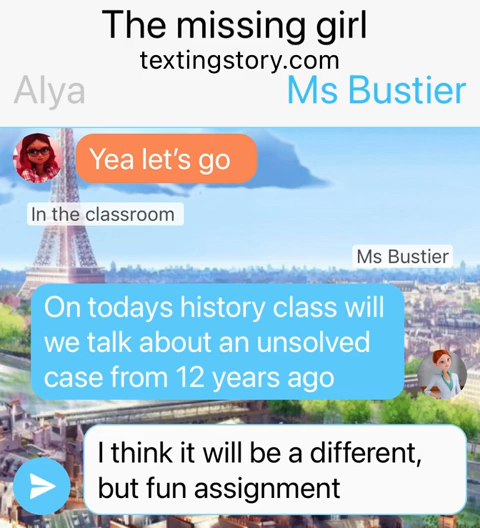 The missing girl
textingstory.com
Alya
Ms Bustier
Yea let's go
In the classroom
Ms Bustier
On todays history class will
we talk about an unsolved
case from 12 years ago
I think it will be a different,
but fun assignment